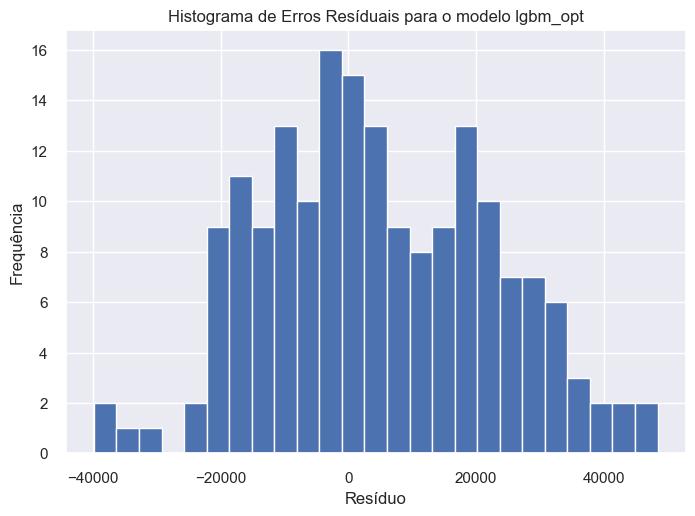 Histograma de Erros Resíduais para o modelo lgbm_opt
16
14
12
10
8
6
4
2
0
Frequência
−40000 −20000 0 20000 40000
Resíduo